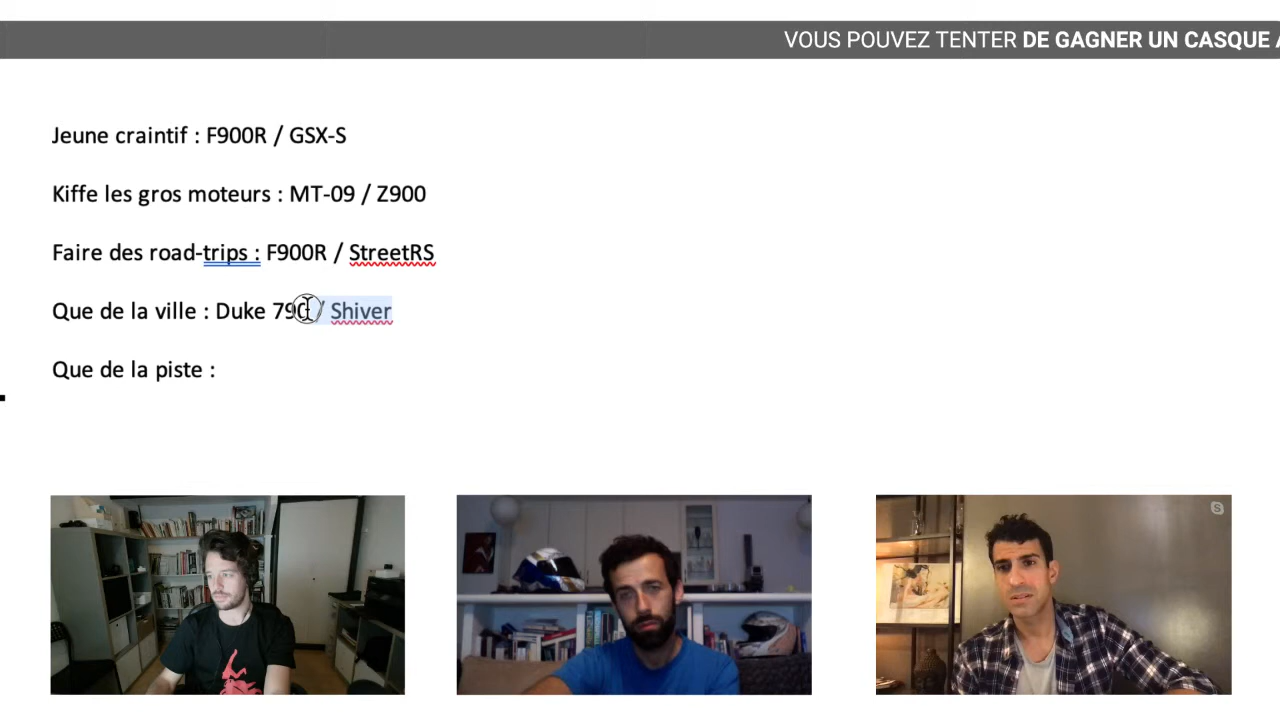 VOUS POUVEZ TENTER DE GAGNER UN CASQUE
Jeune craintif : F900R / GSX-S
Kiffe les gros moteurs : MT-09 / Z900
Faire des road-trips : F900R / StreetRS
Que de la ville : Duke 790 / Shiver
Que de la piste :